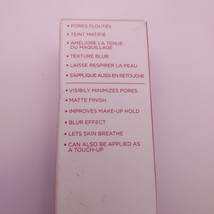 • PORES FLOUTÉS
• TEINT MATIFIÉ
• AMÉLIORE LA TENUE
DU MAQUILLAGE
• TEXTURE BLUR
• LAISSE RESPIRER LA PEAU
• S'APPLIQUE AUSSI EN RETOUCHE
• VISIBILY MINIMIZES PORES
• MATTE FINISH
• IMPROVES MAKE-UP HOLD
• BLUR EFFECT
• LETS SKIN BREATHE
• CAN ALSO BE APPLIED AS
A TOUCH-UP